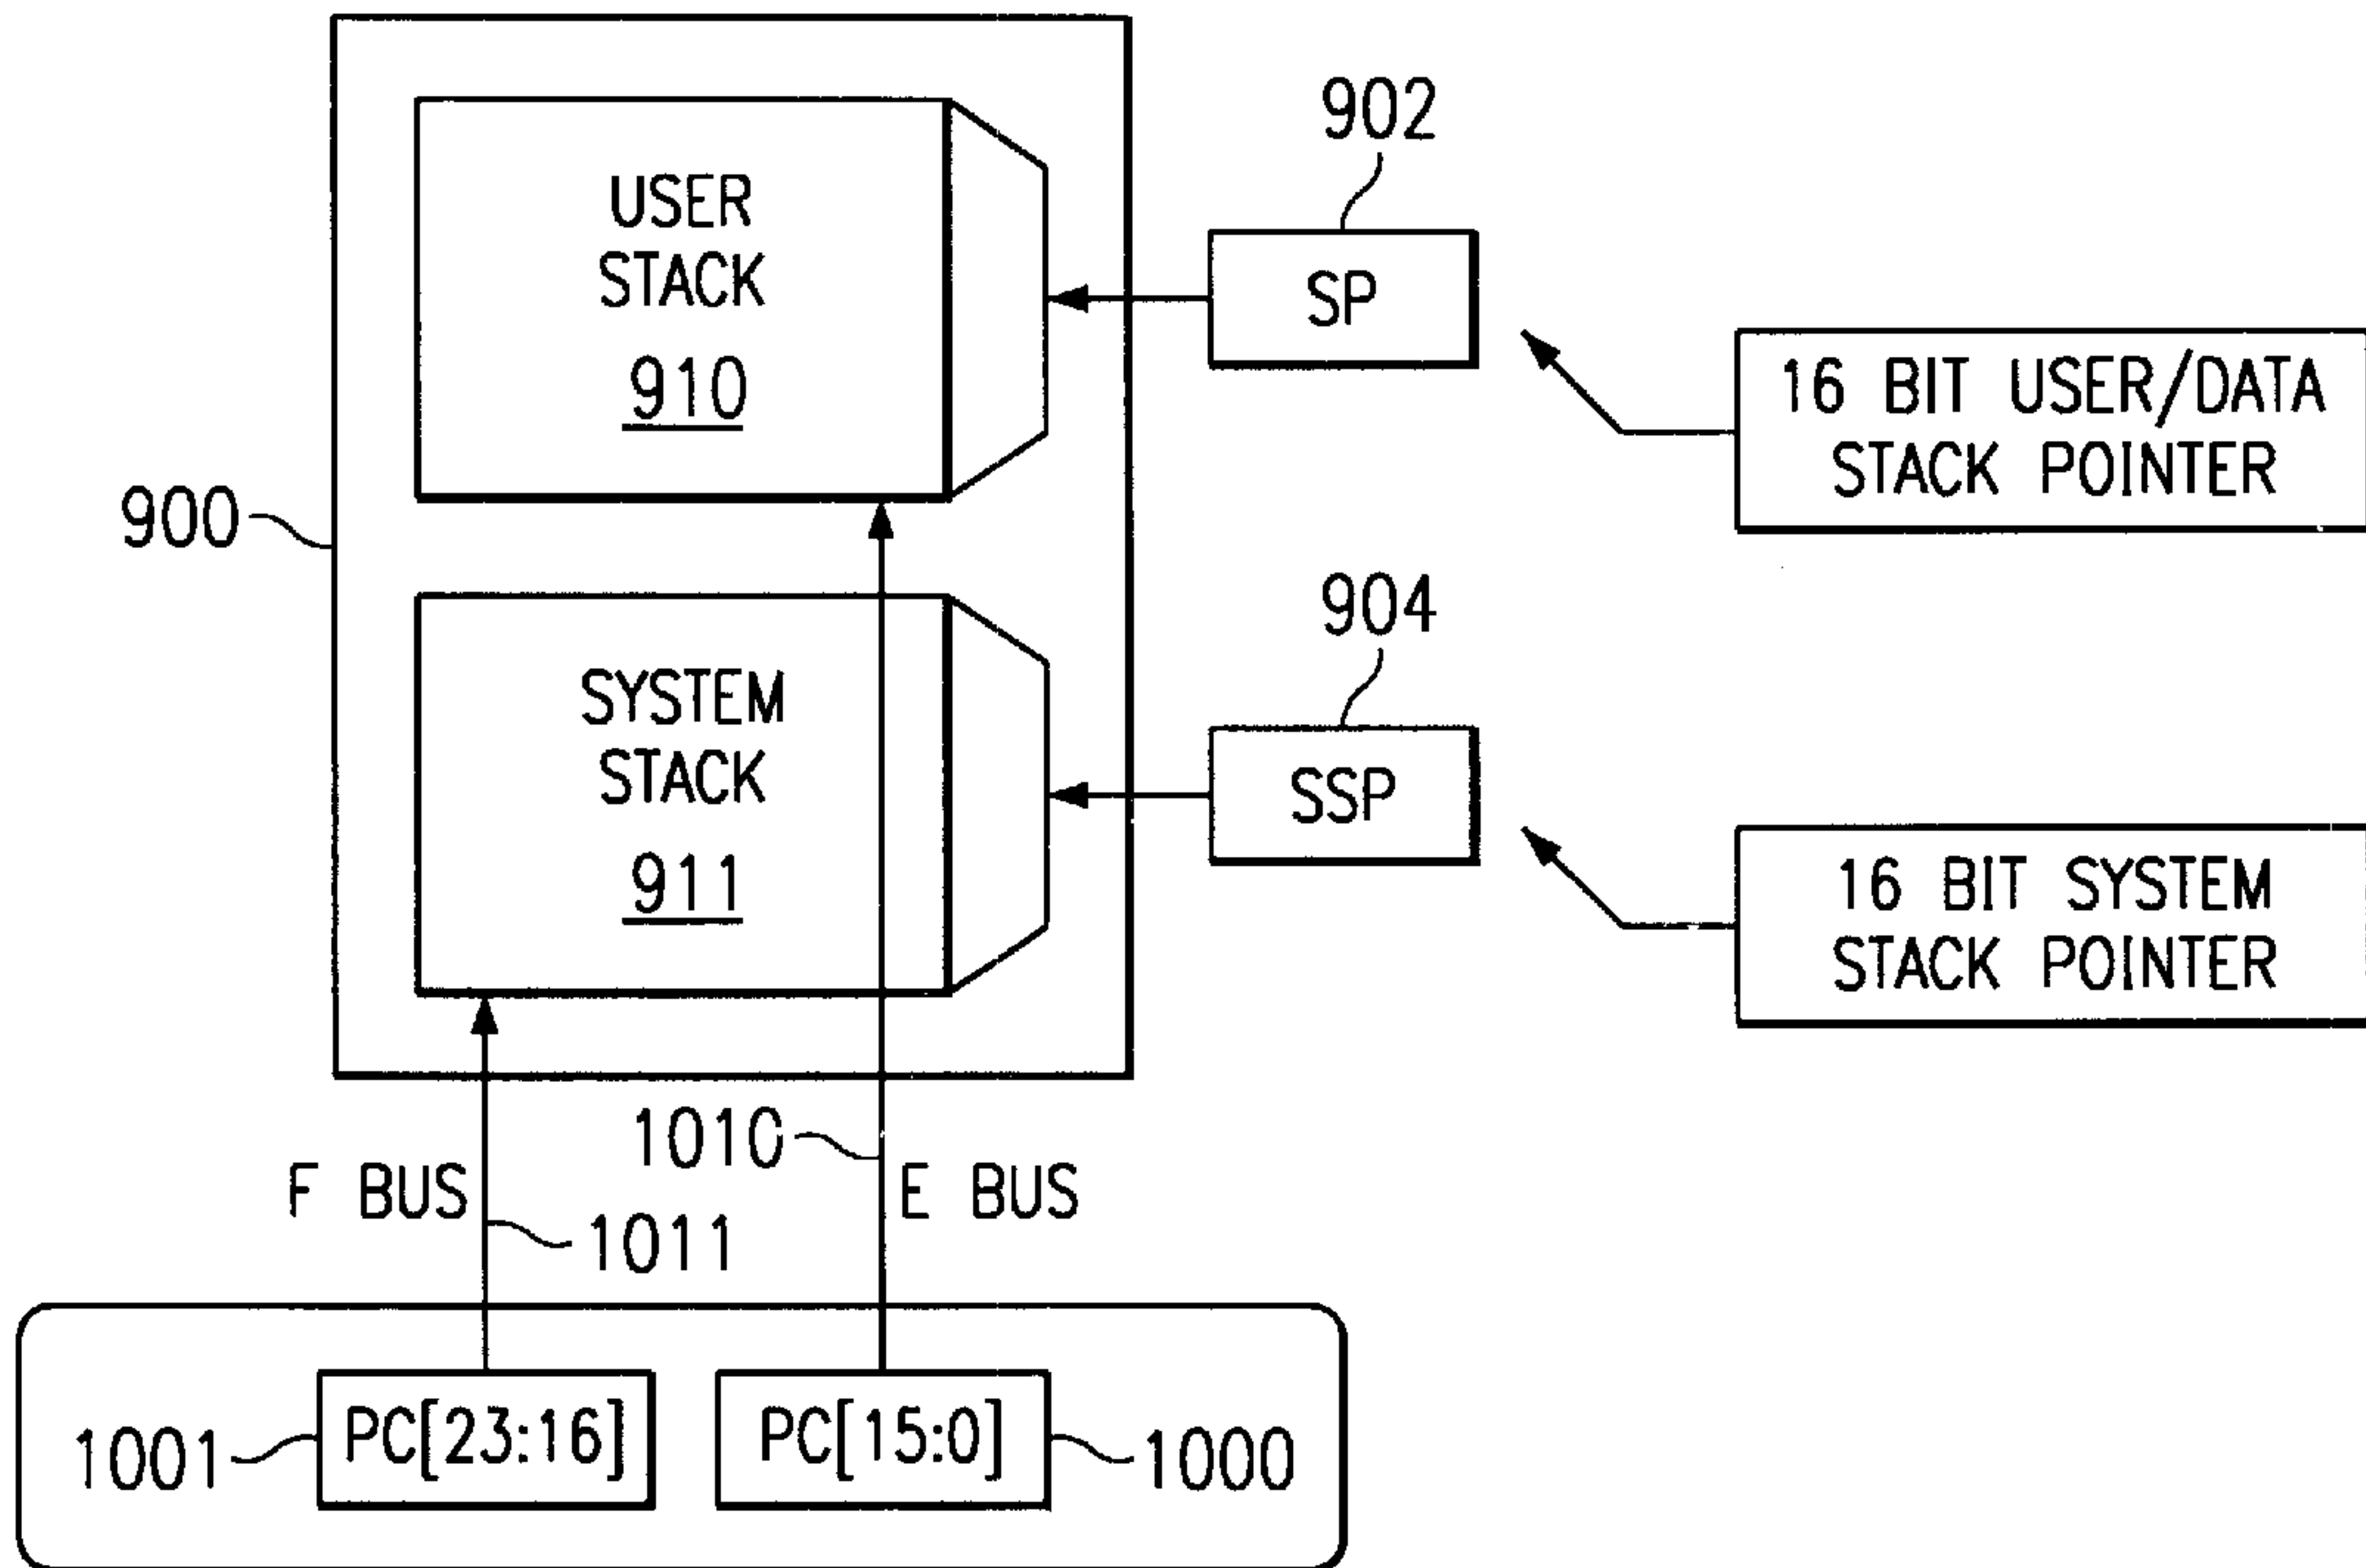 902
USER
STACK
910
SP
16 BIT USER/DATA
STACK POINTER
900
904
SYSTEM
STACK
911
SSP
16 BIT SYSTEM
STACK POINTER
1010
F BUS
E BUS
1011
1001
PC[23:16]
PC[15:0]
1000